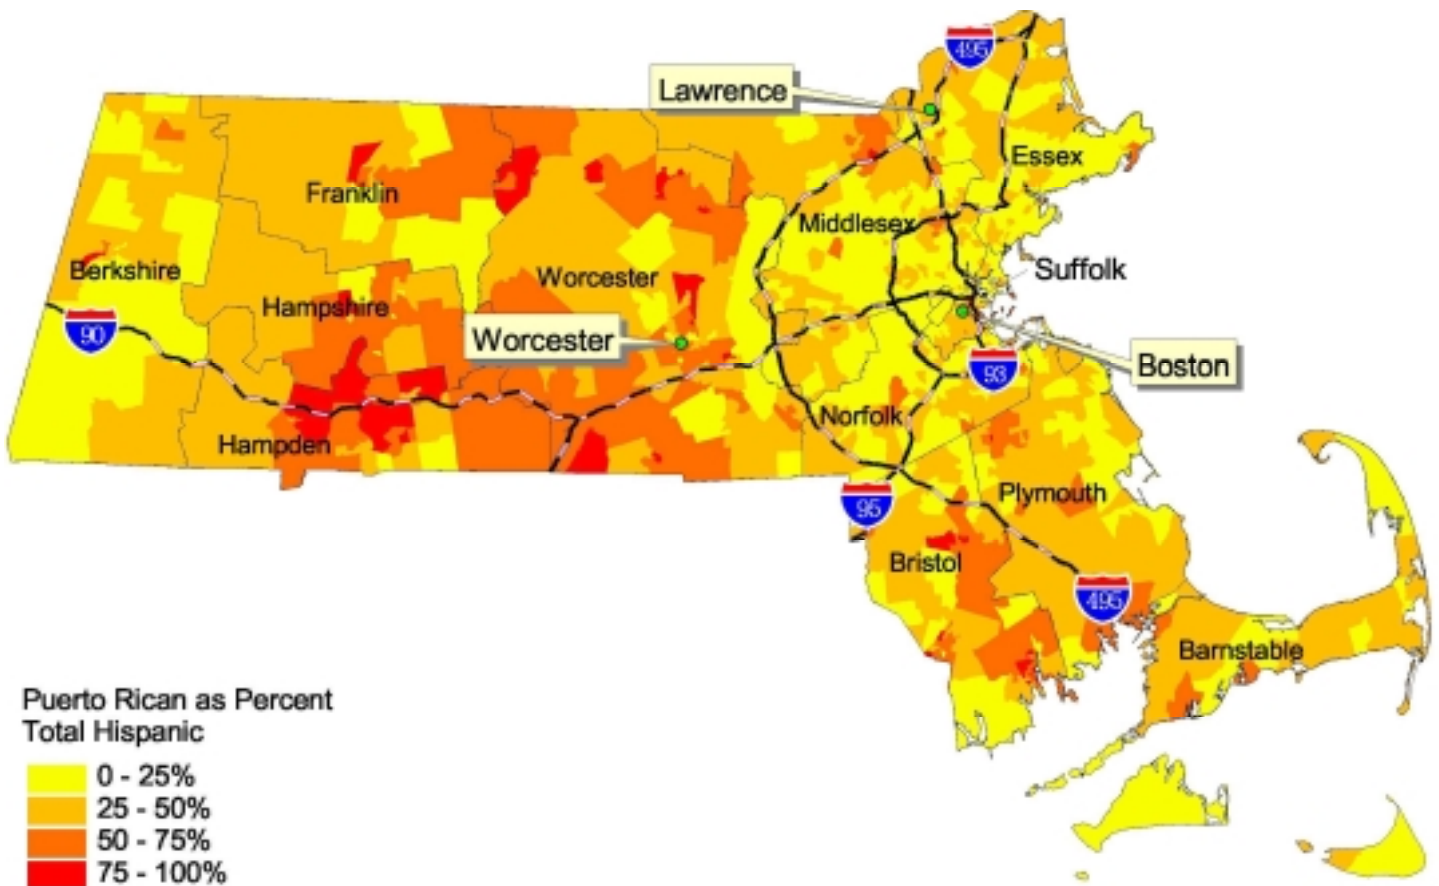 495
Lawrence
Essex
Franklin
Middlesex
Berkshire
Worcester
Suffolk
Hampshire
90
Worcester
Boston
93
Norfolk
Hampden
Plymouth
95
Bristol
495
Barnstable
Puerto Rican as Percent
Total Hispanic
0 - 25%
25 - 50%
50 - 75%
75 - 100%